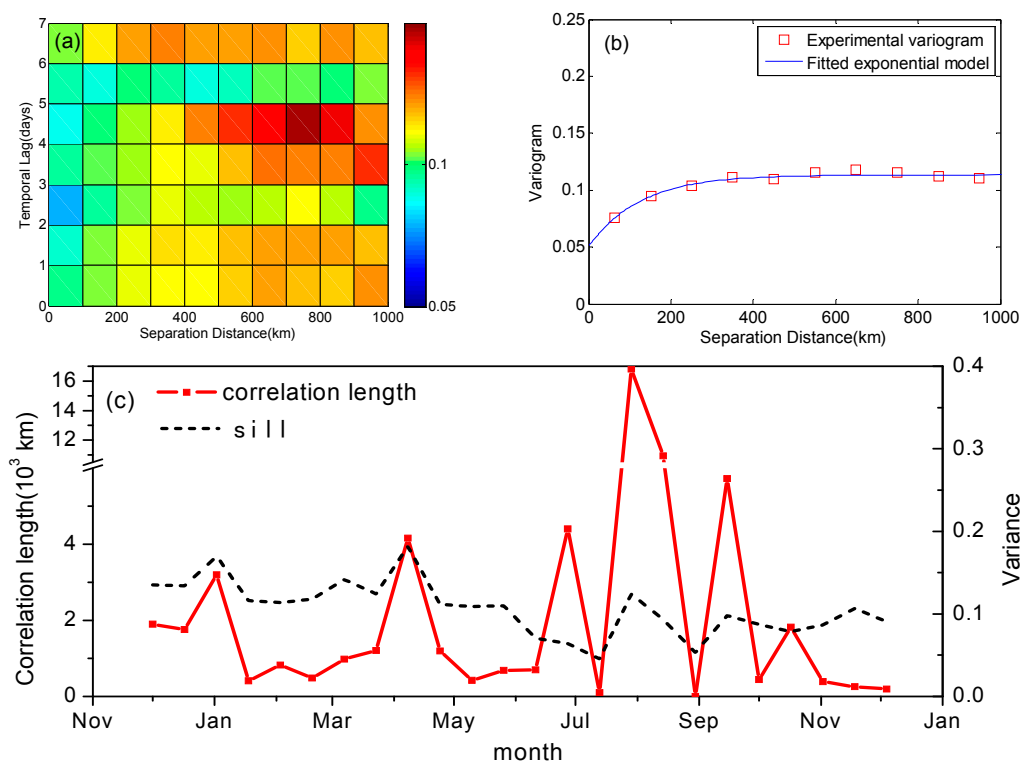 (a)
7
6
5
4
3
2
1
0
Temporal Lag(days)
0 200 400 600 800 1000
Separation Distance(km)
0.1
0.05
(b)
0.25
0.2
0.15
0.1
0.05
0
Variogram
Experimental variogram
Fitted exponential model
0 200 400 600 800 1000
Separation Distance(km)
(c)
correlation length
sill
16
14
12
4
2
0
Correlation length(10³ km)
0.4
0.3
0.2
0.1
0.0
Variance
Nov Jan Mar May Jul Sep Nov Jan
month